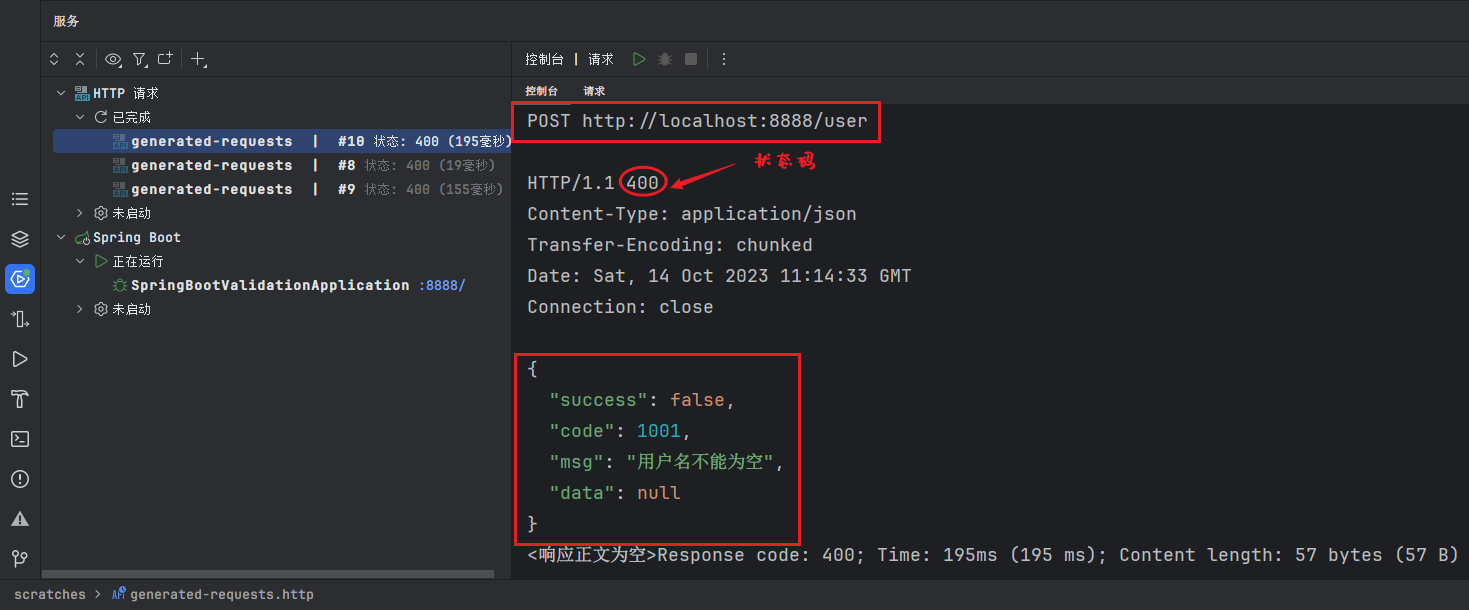 服务
控制台 | 请求
HTTP 请求
控制台 请求
已完成
POST http://localhost:8888/user
generated-requests | #10 状态: 400 (195毫秒)
generated-requests | #8 状态: 400 (19毫秒)
generated-requests | #9 状态: 400 (155毫秒)
未启动
Spring Boot
正在运行
SpringBootValidationApplication :8888/
未启动
状态码
HTTP/1.1 400
Content-Type: application/json
Transfer-Encoding: chunked
Date: Sat, 14 Oct 2023 11:14:33 GMT
Connection: close
{
"success": false,
"code": 1001,
"msg": "用户名不能为空",
"data": null
}
<响应正文为空>Response code: 400; Time: 195ms (195 ms); Content length: 57 bytes (57 B)
scratches > API generated-requests.http